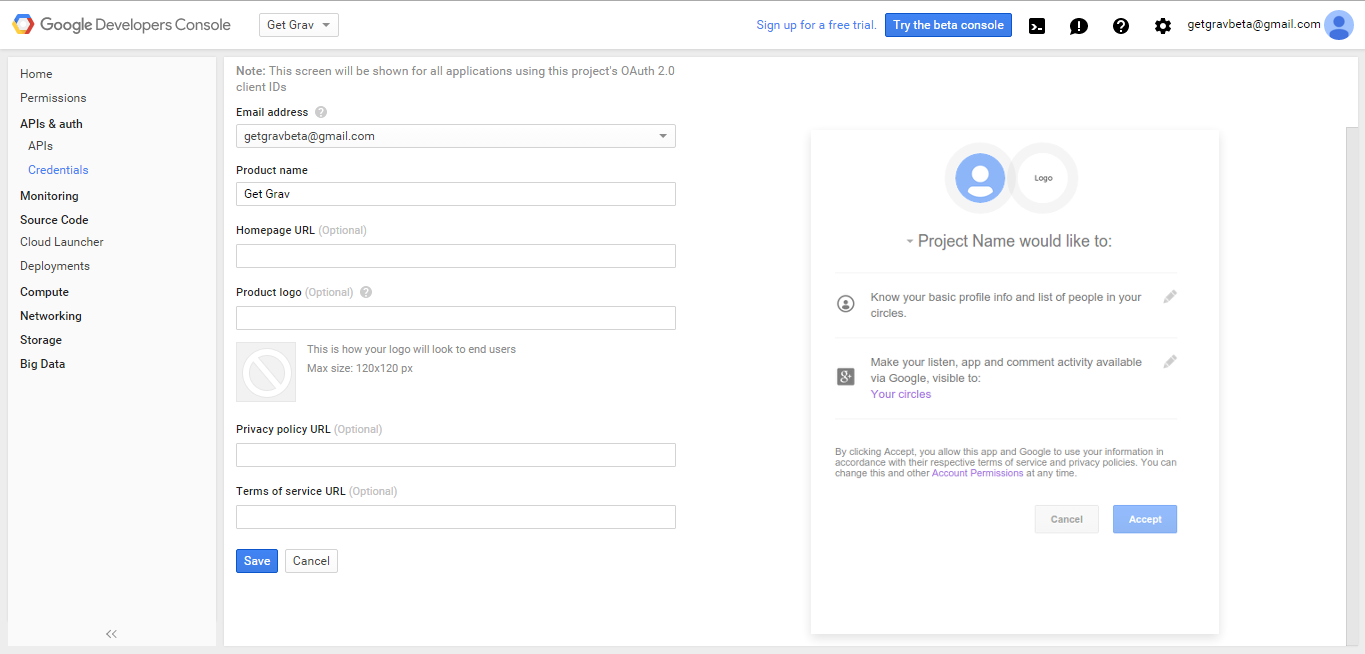 Google Developers Console
Get Grav
Sign up for a free trial.
Try the beta console
getgravbeta@gmail.com
Home
Permissions
APIs & auth
APIs
Credentials
Monitoring
Source Code
Cloud Launcher
Deployments
Compute
Networking
Storage
Big Data
Note: This screen will be shown for all applications using this project's OAuth 2.0
client IDs
Email address ?
getgravbeta@gmail.com
Product name
Get Grav
Homepage URL (Optional)
Product logo (Optional) ?
This is how your logo will look to end users
Max size: 120x120 px
Privacy policy URL (Optional)
Terms of service URL (Optional)
Save
Cancel
Logo
Project Name would like to:
Know your basic profile info and list of people in your
circles.
Make your listen, app and comment activity available
via Google, visible to:
Your circles
By clicking Accept, you allow this app and Google to use your information in
accordance with their respective terms of service and privacy policies. You can
change this and other Account Permissions at any time.
Cancel
Accept